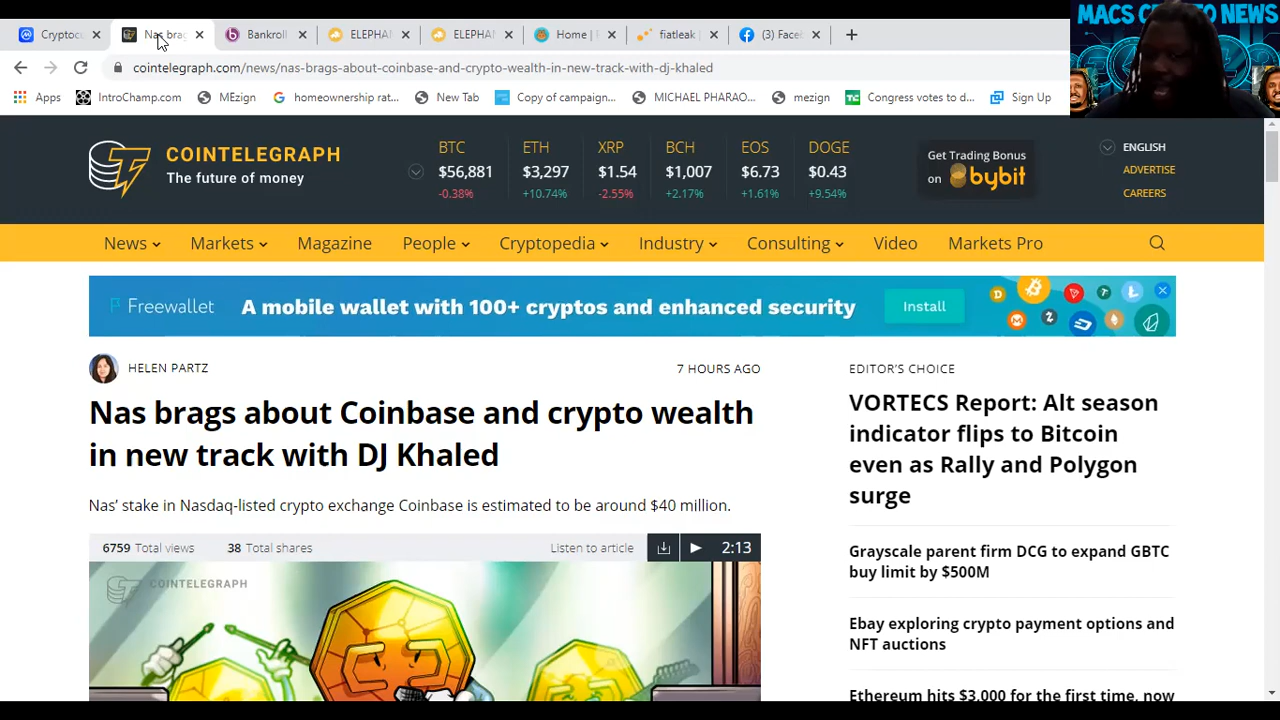 MACS CRYPTO NEWS
Cryptoc
Nas brag
Bankroll
ELEPHAN
ELEPHAN
Home |
fiatleak
(3) Face
cointelegraph.com/news/nas-brags-about-coinbase-and-crypto-wealth-in-new-track-with-dj-khaled
Apps
IntroChamp.com
MEzign
homeownership rat...
New Tab
Copy of campaign...
MICHAEL PHARAO...
mezign
TC
Congress votes to d...
Sign Up
COINTELEGRAPH
The future of money
BTC ETH XRP BCH EOS DOGE
$56,881 $3,297 $1.54 $1,007 $6.73 $0.43
-0.38% +10.74% -2.55% +2.17% +1.61% +9.54%
Get Trading Bonus
on bybit
ENGLISH
ADVERTISE
CAREERS
News Markets Magazine People Cryptopedia Industry Consulting Video Markets Pro
Freewallet A mobile wallet with 100+ cryptos and enhanced security Install
HELEN PARTZ
7 HOURS AGO
Nas brags about Coinbase and crypto wealth
in new track with DJ Khaled
Nas’ stake in Nasdaq-listed crypto exchange Coinbase is estimated to be around $40 million.
6759 Total views 38 Total shares Listen to article 2:13
COINTELEGRAPH
EDITOR'S CHOICE
VORTECS Report: Alt season
indicator flips to Bitcoin
even as Rally and Polygon
surge
Grayscale parent firm DCG to expand GBTC
buy limit by $500M
Ebay exploring crypto payment options and
NFT auctions
Ethereum hits $3,000 for the first time, now